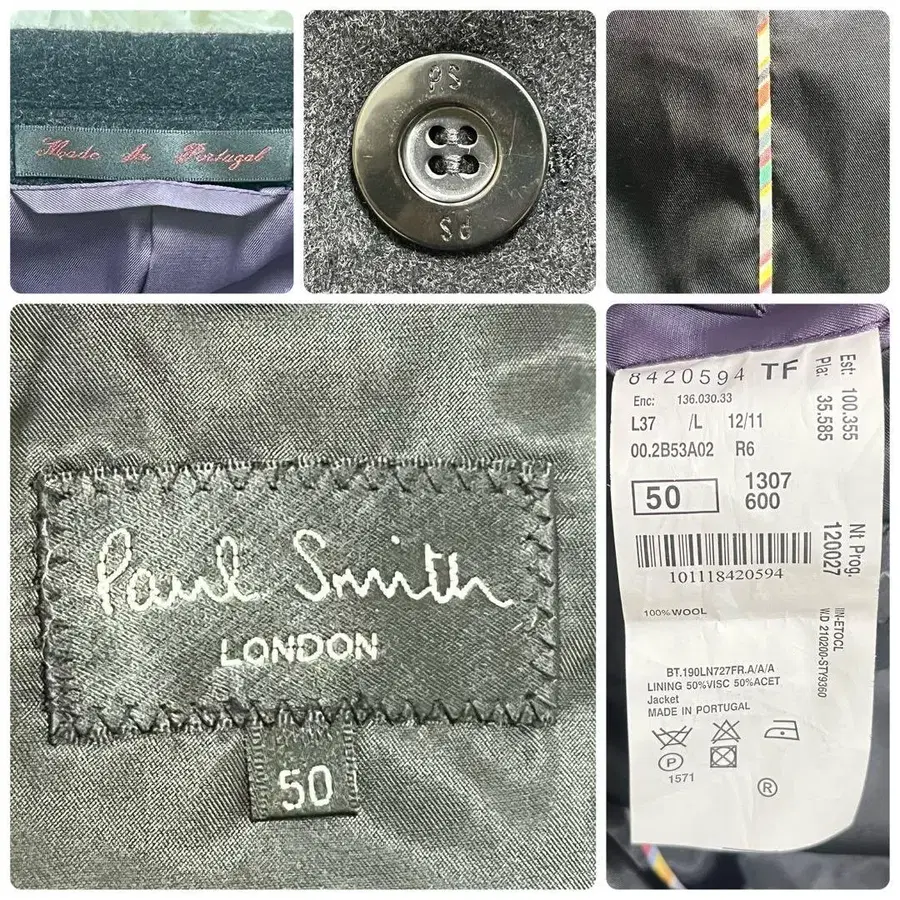 Made In Portugal
P.S
P.S
Paul Smith
LONDON
50
8420594 TF
Enc: 136.030.33
L37 /L 12/11
00.2B53A02 R6
50
1307
600
101118420594
100%WOOL
BT.190LN727FR.A/A/A
LINING 50%VISC 50%ACET
Jacket
MADE IN PORTUGAL
P
1571
®
Est: 100.355
Pla: 35.585
Nt Prog.
120027
W.D 210200-STY9360